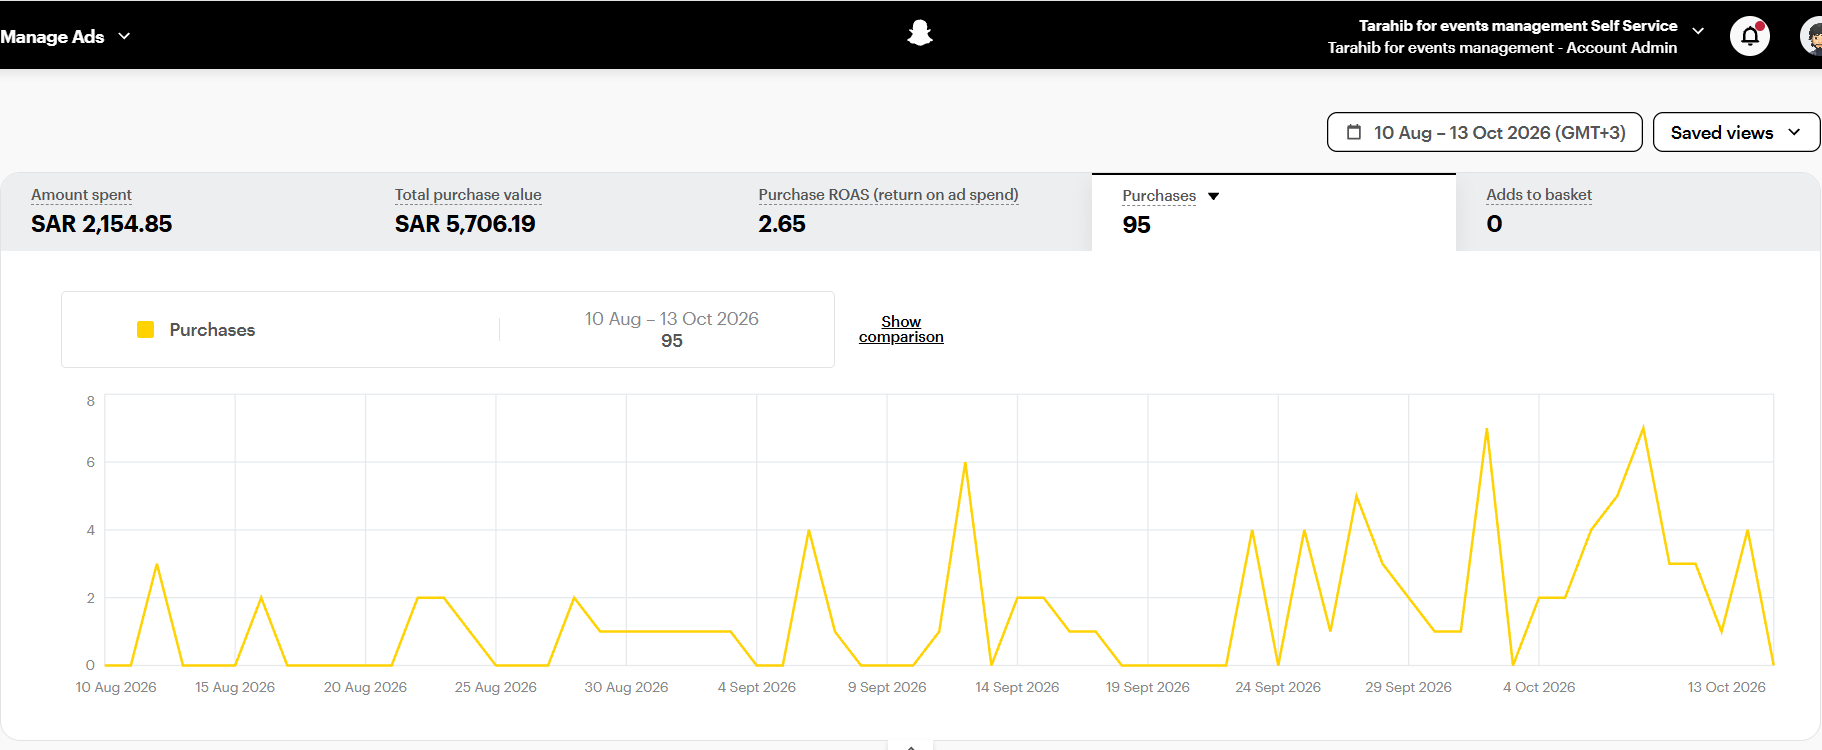 Manage Ads
Tarahib for events management Self Service
Tarahib for events management - Account Admin
10 Aug – 13 Oct 2026 (GMT+3)
Saved views
Amount spent
SAR 2,154.85
Total purchase value
SAR 5,706.19
Purchase ROAS (return on ad spend)
2.65
Purchases
95
Adds to basket
0
Purchases
10 Aug – 13 Oct 2026
95
Show
comparison
8
6
4
2
0
10 Aug 2026
15 Aug 2026
20 Aug 2026
25 Aug 2026
30 Aug 2026
4 Sept 2026
9 Sept 2026
14 Sept 2026
19 Sept 2026
24 Sept 2026
29 Sept 2026
4 Oct 2026
13 Oct 2026